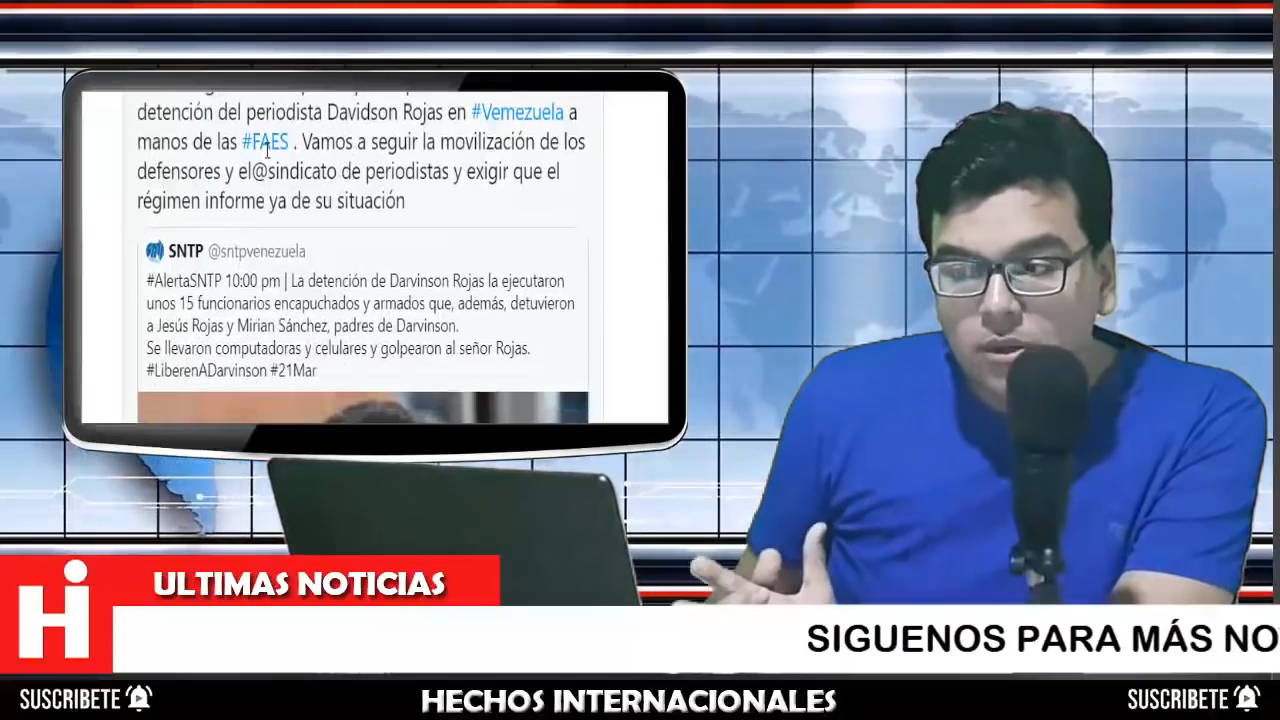 detención del periodista Davidson Rojas en #Vemezuela a
manos de las #FAES . Vamos a seguir la movilización de los
defensores y el@sindicato de periodistas y exigir que el
régimen informe ya de su situación
SNTP @sntpvenezuela
#AlertaSNTP 10:00 pm | La detención de Darvinson Rojas la ejecutaron
unos 15 funcionarios encapuchados y armados que, además, detuvieron
a Jesús Rojas y Mirian Sánchez, padres de Darvinson.
Se llevaron computadoras y celulares y golpearon al señor Rojas.
#LiberenADarvinson #21Mar
Hi
ULTIMAS NOTICIAS
SIGUENOS PARA MÁS NO
SUSCRIBETE
HECHOS INTERNACIONALES
SUSCRIBETE